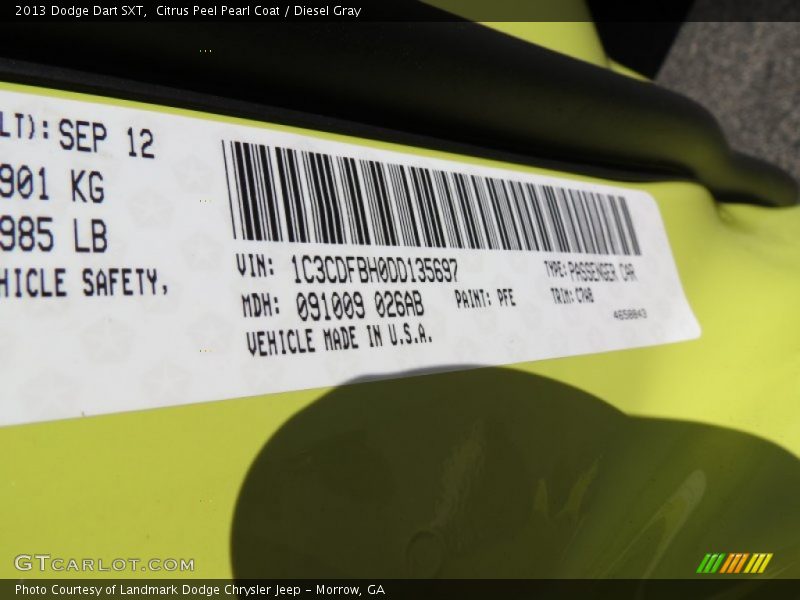 2013 Dodge Dart SXT,  Citrus Peel Pearl Coat / Diesel Gray
LT): SEP 12
901 KG
985 LB
HICLE SAFETY,
VIN: 1C3CDFBH0DD135697
TYPE: PASSENGER CAR
MDH: 091009 026AB
PAINT: PFE
TRIM: C7AB
4658843
VEHICLE MADE IN U.S.A.
GTCARLOT.COM
Photo Courtesy of Landmark Dodge Chrysler Jeep - Morrow, GA